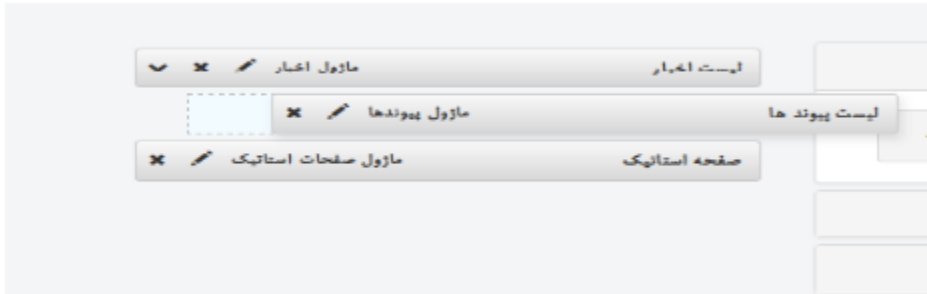 لیست اخبار ماژول اخبار
لیست پیوند ها ماژول پیوندها
صفحه استاتیک ماژول صفحات استاتیک